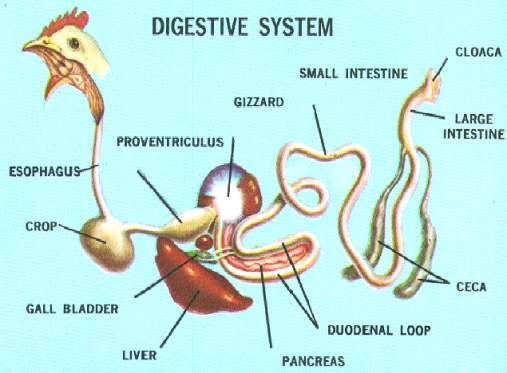 DIGESTIVE SYSTEM
CLOACA
SMALL INTESTINE
GIZZARD
LARGE
INTESTINE
PROVENTRICULUS
ESOPHAGUS
CROP
CECA
GALL BLADDER
DUODENAL LOOP
LIVER
PANCREAS